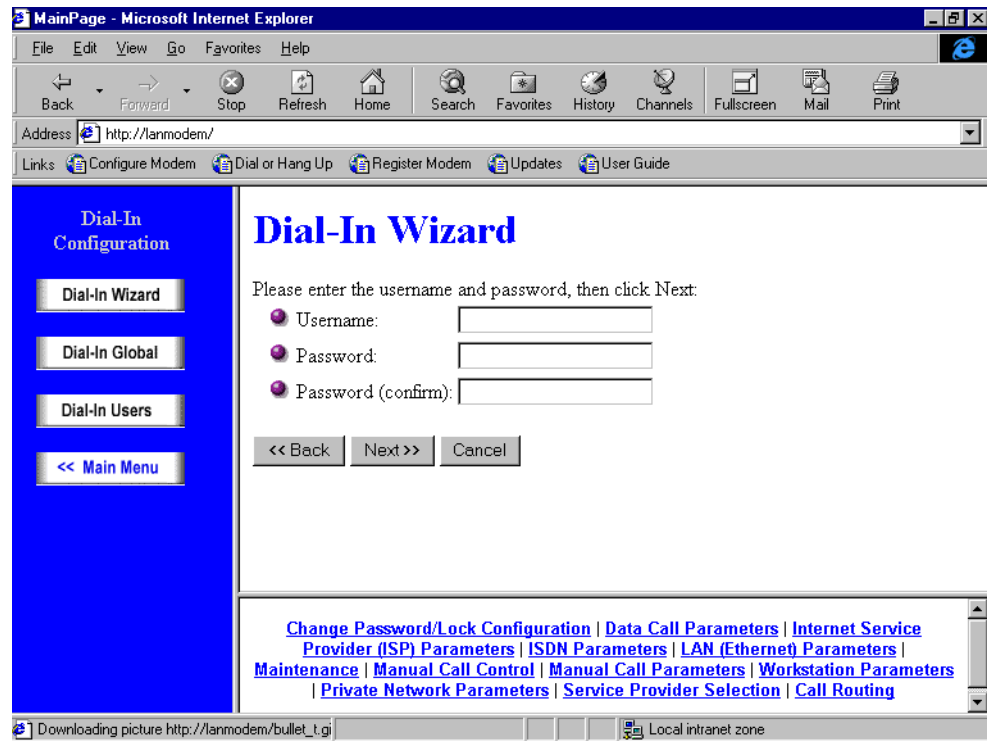 MainPage - Microsoft Internet Explorer
File Edit View Go Favorites Help
Back Forward Stop Refresh Home Search Favorites History Channels Fullscreen Mail Print
Address http://lanmodem/
Links Configure Modem Dial or Hang Up Register Modem Updates User Guide
Dial-In
Configuration
Dial-In Wizard
Dial-In Global
Dial-In Users
<< Main Menu
Dial-In Wizard
Please enter the username and password, then click Next:
Username:
Password:
Password (confirm):
<< Back Next >> Cancel
Change Password/Lock Configuration | Data Call Parameters | Internet Service
Provider (ISP) Parameters | ISDN Parameters | LAN (Ethernet) Parameters |
Maintenance | Manual Call Control | Manual Call Parameters | Workstation Parameters
| Private Network Parameters | Service Provider Selection | Call Routing
Downloading picture http://lanmodem/bullet_t.gi Local intranet zone